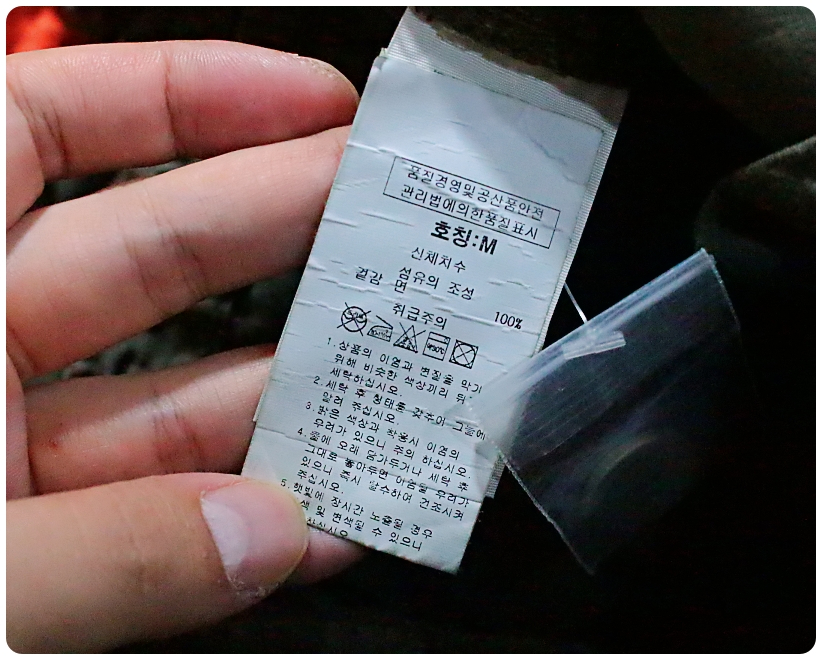 품질경영및공산품안전
관리법에의한품질표시
호칭:M
신체치수
섬유의 조성
겉감 면 100%
취급주의
1.상품의 이염과 변질을 막기
위해 비슷한 색상끼리
세탁하십시오.
2.세탁 후 형태를 갖추어 그늘에
말려 주십시오.
3.밝은 색상과 착용시 이염의
우려가 있으니 주의 하십시오.
4.물에 오래 담가두거나 세탁 후
그대로 놓아두면 이염될 우려가
있으니 즉시 탈수하여 건조시켜
주십시오.
5.햇빛에 장시간 노출될 경우
색 및 변색될 수 있으니